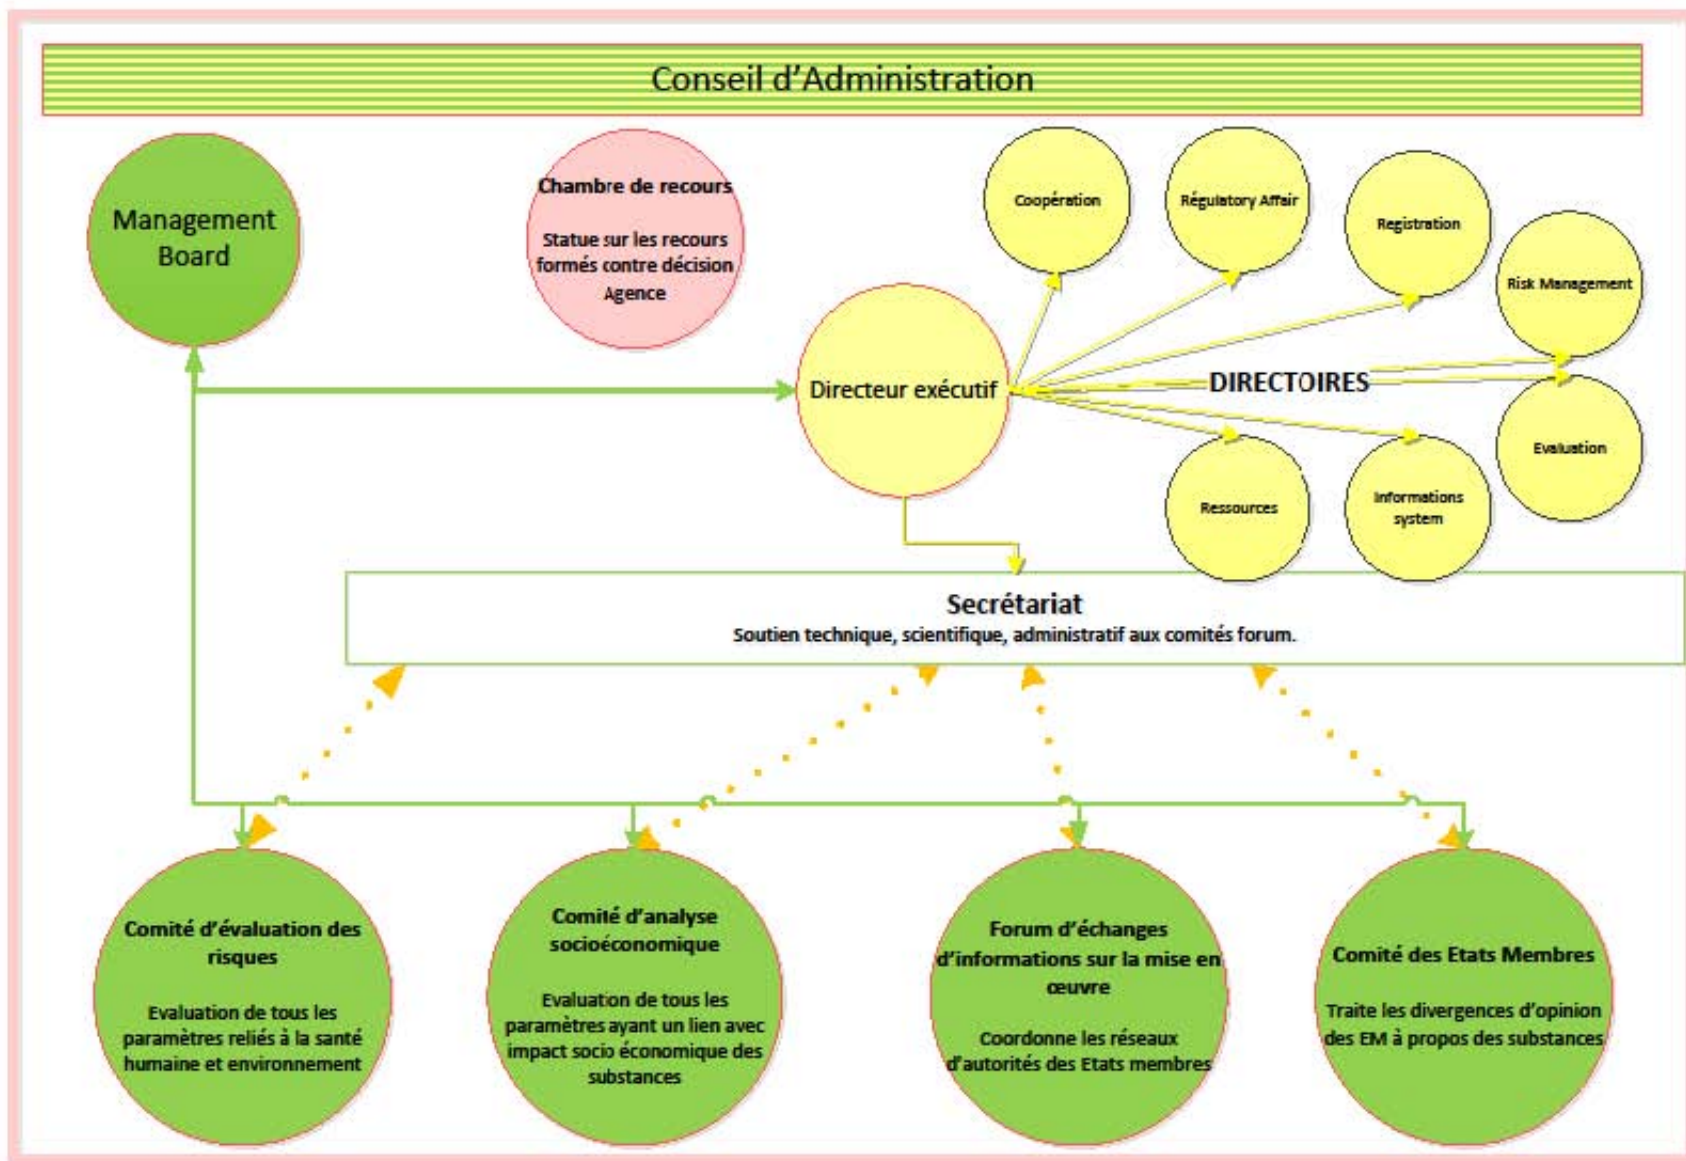 Conseil d'Administration
Management
Board
Chambre de recours
Statue sur les recours
formés contre décision
Agence
Coopération
Régulatory Affair
Registration
Risk Management
Directeur exécutif
DIRECTOIRES
Evaluation
Ressources
Informations
system
Secrétariat
Soutien technique, scientifique, administratif aux comités forum.
Comité d'évaluation des
risques
Evaluation de tous les
paramètres reliés à la santé
humaine et environnement
Comité d'analyse
socioéconomique
Evaluation de tous les
paramètres ayant un lien avec
impact socio économique des
substances
Forum d'échanges
d'informations sur la mise en
œuvre
Coordonne les réseaux
d'autorités des Etats membres
Comité des Etats Membres
Traite les divergences d'opinion
des EM à propos des substances